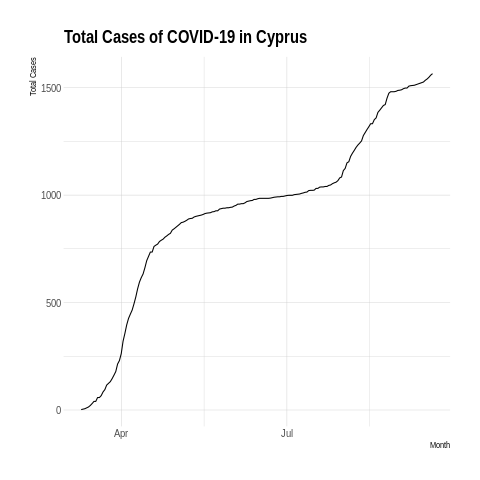 Total Cases of COVID-19 in Cyprus
Total Cases
1500
1000
500
0
Apr
Jul
Month